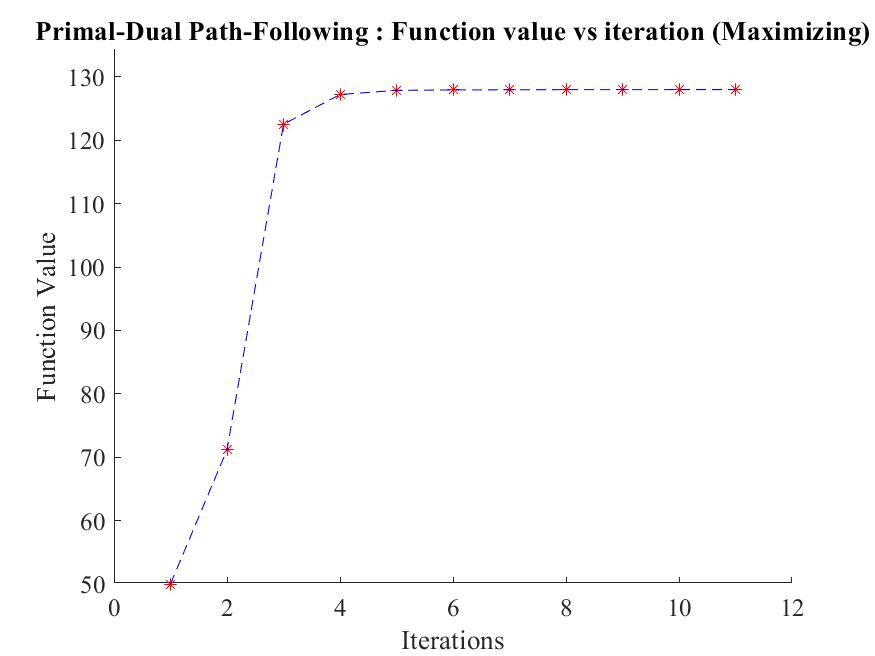 Primal-Dual Path-Following : Function value vs iteration (Maximizing)
130
120
110
100
90
80
70
60
50
Function Value
0 2 4 6 8 10 12
Iterations